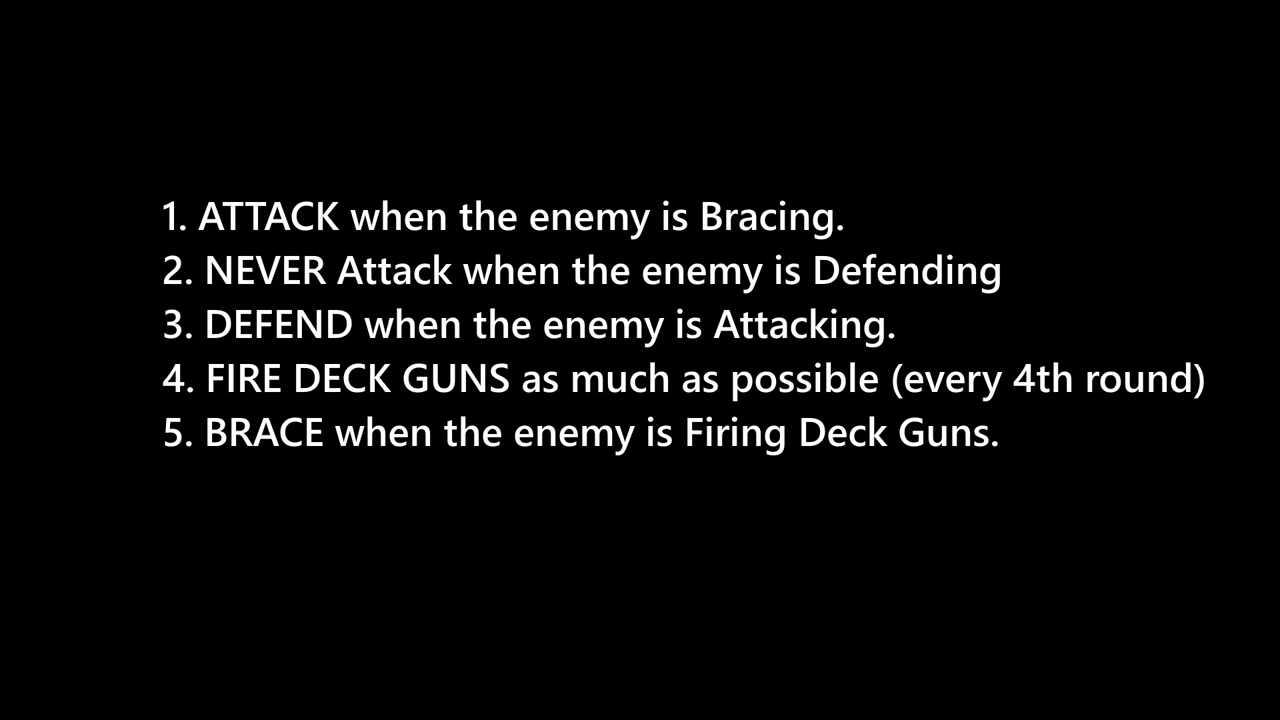 1. ATTACK when the enemy is Bracing.
2. NEVER Attack when the enemy is Defending
3. DEFEND when the enemy is Attacking.
4. FIRE DECK GUNS as much as possible (every 4th round)
5. BRACE when the enemy is Firing Deck Guns.